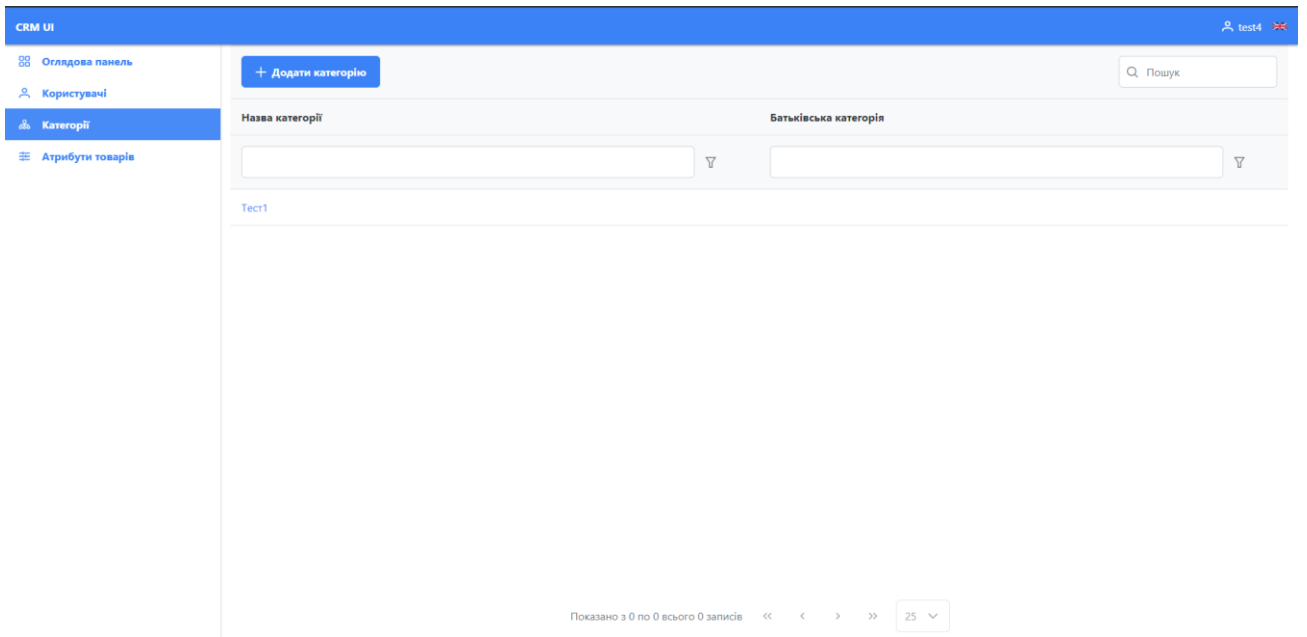 CRM UI
test4
Оглядова панель
Користувачі
Категорії
Атрибути товарів
Додати категорію
Пошук
Назва категорії
Батьківська категорія
Тест1
Показано з 0 по 0 всього 0 записів
25